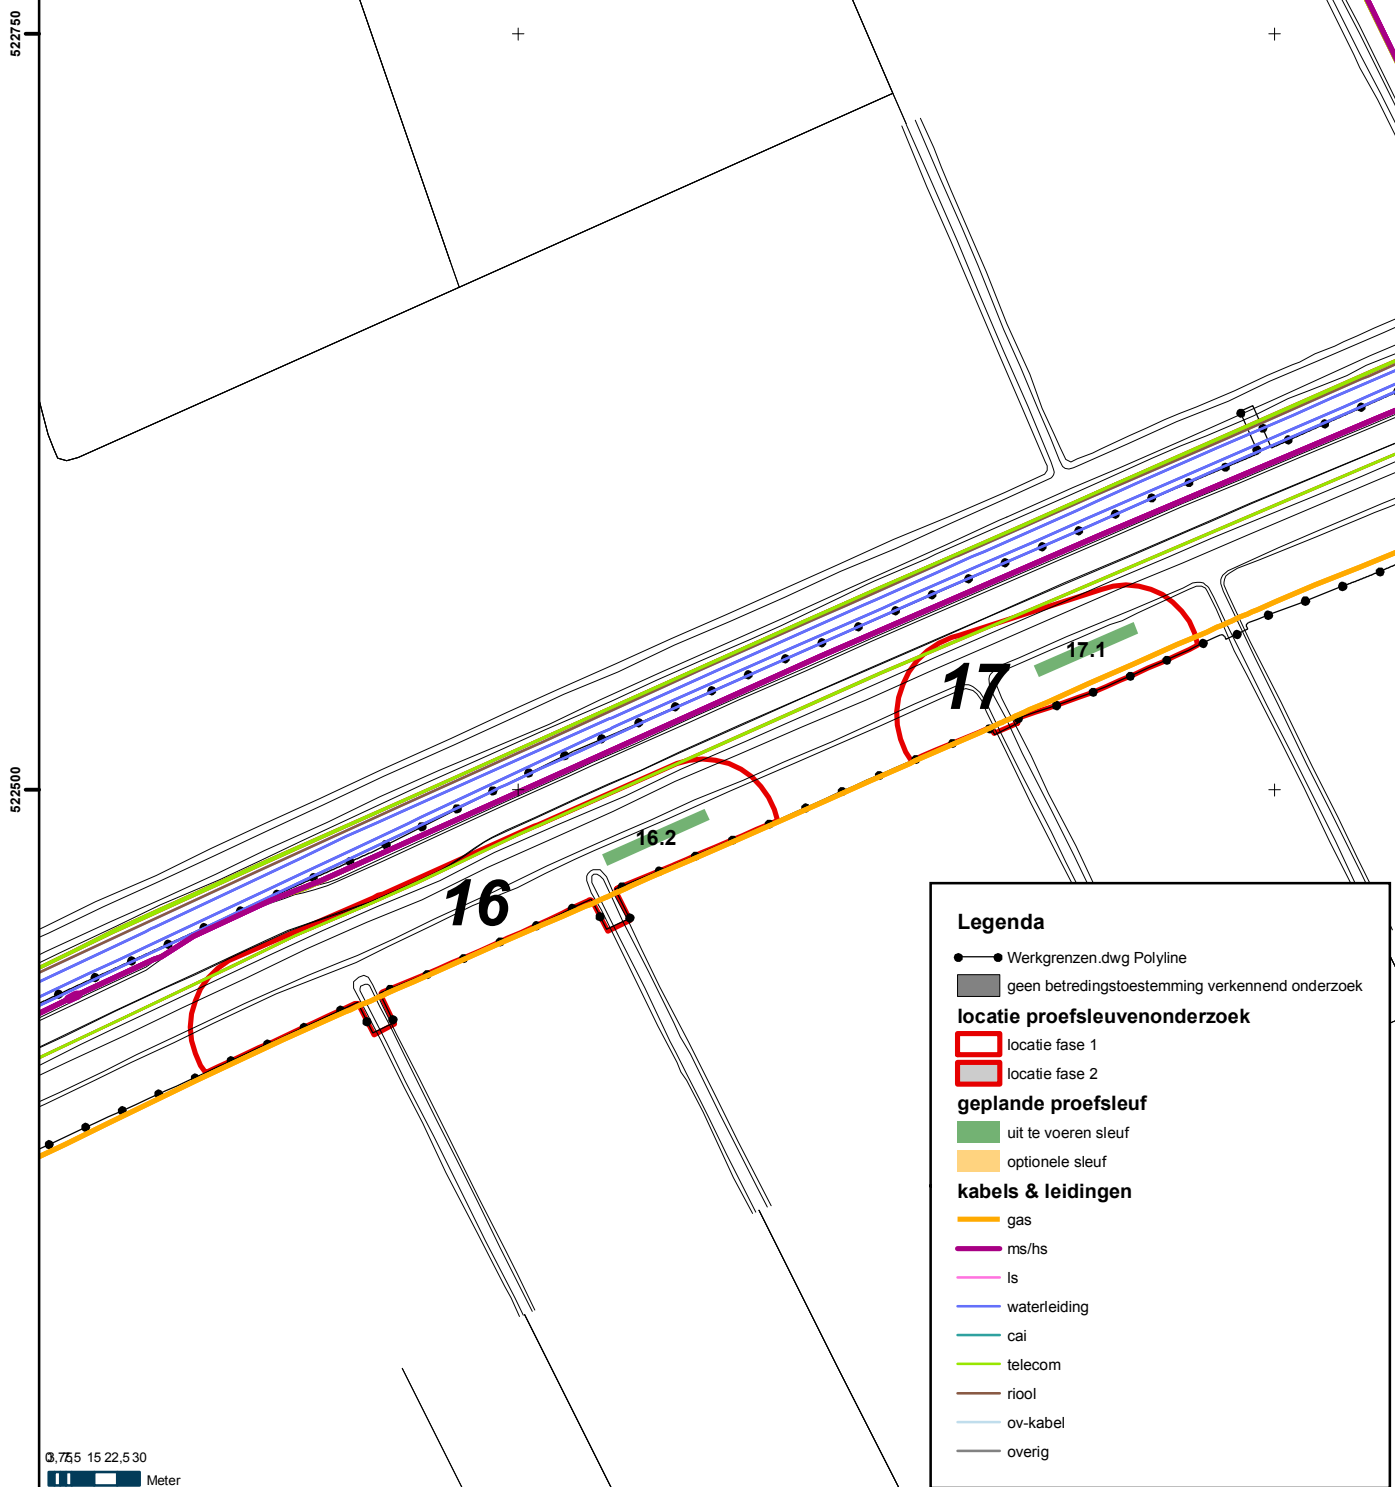 522750
17.1
17
522500
16.2
16
Legenda
Werkgrenzen.dwg Polyline
geen betredingstoestemming verkennend onderzoek
locatie proefsleuvenonderzoek
locatie fase 1
locatie fase 2
geplande proefsleuf
uit te voeren sleuf
optionele sleuf
kabels & leidingen
gas
ms/hs
ls
waterleiding
cai
telecom
riool
ov-kabel
overig
15 22,5 30
Meter